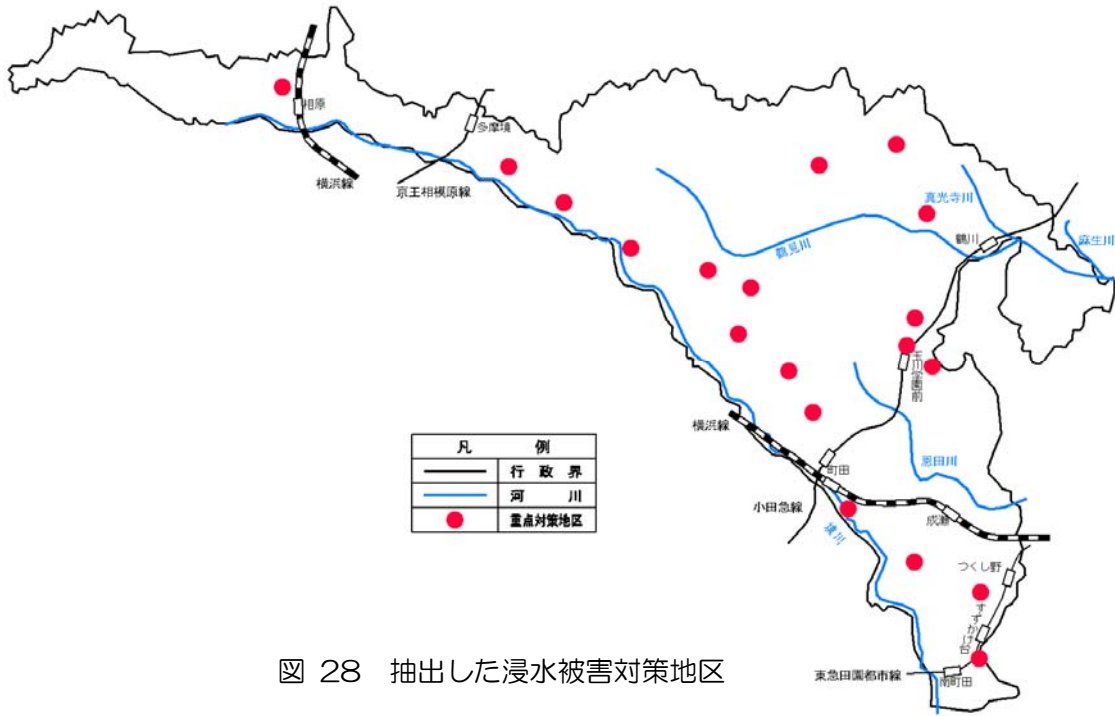 相原
多摩境
横浜線
京王相模原線
真光寺川
鶴川
麻生川
鶴見川
玉川学園前
横浜線
町田
恩田川
小田急線
境川
成瀬
つくし野
すずかけ台
東急田園都市線
南町田
凡 例
行政界
河川
重点対策地区
図 28 抽出した浸水被害対策地区